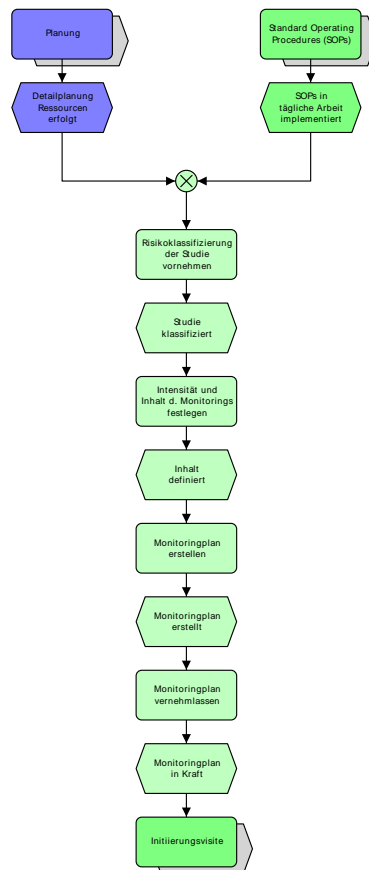 Planung
Standard Operating
Procedures (SOPs)
Detailplanung
Ressourcen
erfolgt
SOPs in
tägliche Arbeit
implementiert
Risikoklassifizierung
der Studie
vornehmen
Studie
klassifiziert
Intensität und
Inhalt d. Monitorings
festlegen
Inhalt
definiert
Monitoringplan
erstellen
Monitoringplan
erstellt
Monitoringplan
vernehmlassen
Monitoringplan
in Kraft
Initiierungsvisite